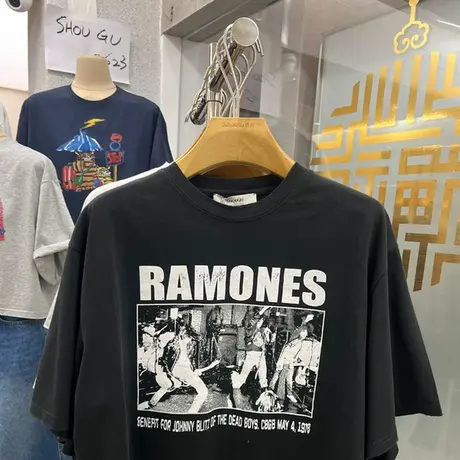 SHOU GU
RAMONES
BENEFIT FOR JOHNNY BLITZ OF THE DEAD BOYS. CBGB MAY 4, 1978